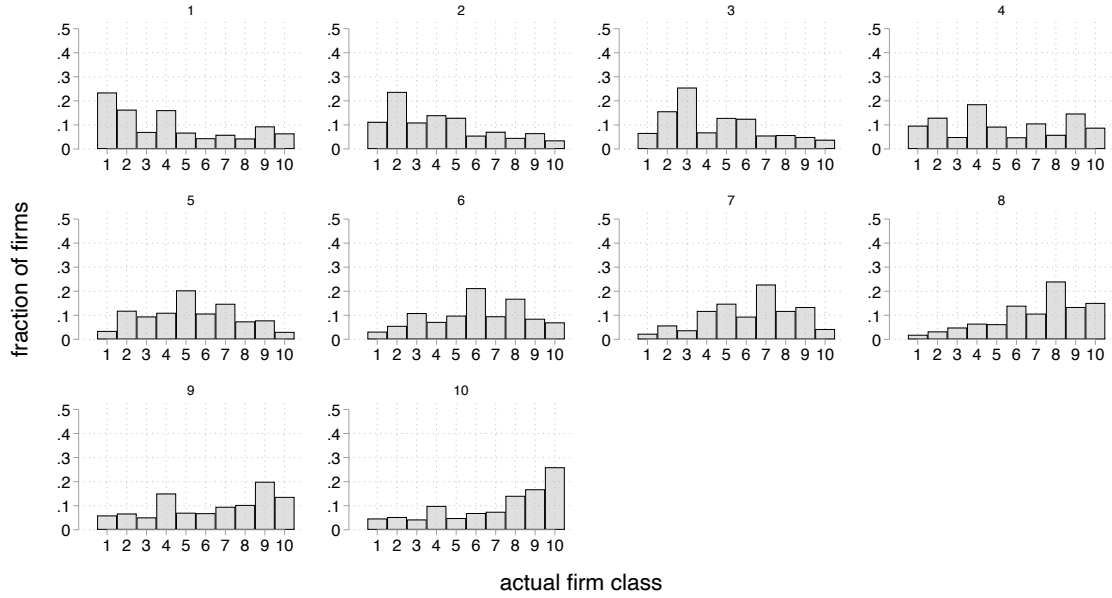 1 2 3 4
.5 .5 .5 .5
.4 .4 .4 .4
.3 .3 .3 .3
.2 .2 .2 .2
.1 .1 .1 .1
0 0 0 0
1 2 3 4 5 6 7 8 9 10 1 2 3 4 5 6 7 8 9 10 1 2 3 4 5 6 7 8 9 10 1 2 3 4 5 6 7 8 9 10
5 6 7 8
.5 .5 .5 .5
.4 .4 .4 .4
.3 .3 .3 .3
.2 .2 .2 .2
.1 .1 .1 .1
0 0 0 0
1 2 3 4 5 6 7 8 9 10 1 2 3 4 5 6 7 8 9 10 1 2 3 4 5 6 7 8 9 10 1 2 3 4 5 6 7 8 9 10
9 10
.5 .5
.4 .4
.3 .3
.2 .2
.1 .1
0 0
1 2 3 4 5 6 7 8 9 10 1 2 3 4 5 6 7 8 9 10
fraction of firms
actual firm class